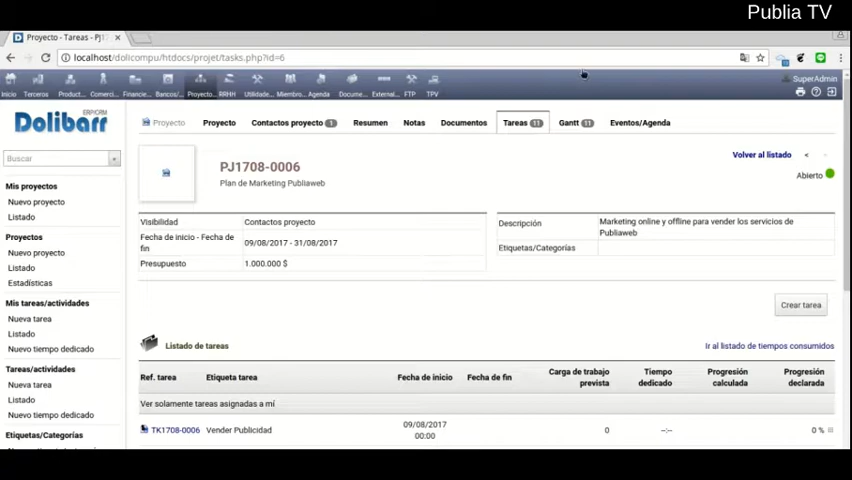 Publia TV
Proyecto - Tareas - PJ1
localhost/dolicompu/htdocs/projet/tasks.php?id=6
Inicio Terceros Product... Comerci... Financie... Bancos/... Proyecto... RRHH Utilidade... Miembro... Agenda Docume... External... FTP TPV
SuperAdmin
ERP/CRM
Dolibarr
Buscar
Proyecto Proyecto Contactos proyecto 1 Resumen Notas Documentos Tareas 11 Gantt 11 Eventos/Agenda
PJ1708-0006
Plan de Marketing Publiaweb
Volver al listado <
Abierto
Mis proyectos
Nuevo proyecto
Listado
Proyectos
Nuevo proyecto
Listado
Estadísticas
Mis tareas/actividades
Nueva tarea
Listado
Nuevo tiempo dedicado
Tareas/actividades
Nueva tarea
Listado
Nuevo tiempo dedicado
Etiquetas/Categorías
Visibilidad Contactos proyecto
Fecha de inicio - Fecha de
fin
09/08/2017 - 31/08/2017
Presupuesto 1.000.000 $
Descripción Marketing online y offline para vender los servicios de
Publiaweb
Etiquetas/Categorías
Crear tarea
Listado de tareas
Ir al listado de tiempos consumidos
Ref. tarea Etiqueta tarea Fecha de inicio Fecha de fin Carga de trabajo prevista Tiempo dedicado Progresión calculada Progresión declarada
Ver solamente tareas asignadas a mí
TK1708-0006 Vender Publicidad 09/08/2017 00:00 0 --:-- 0 %